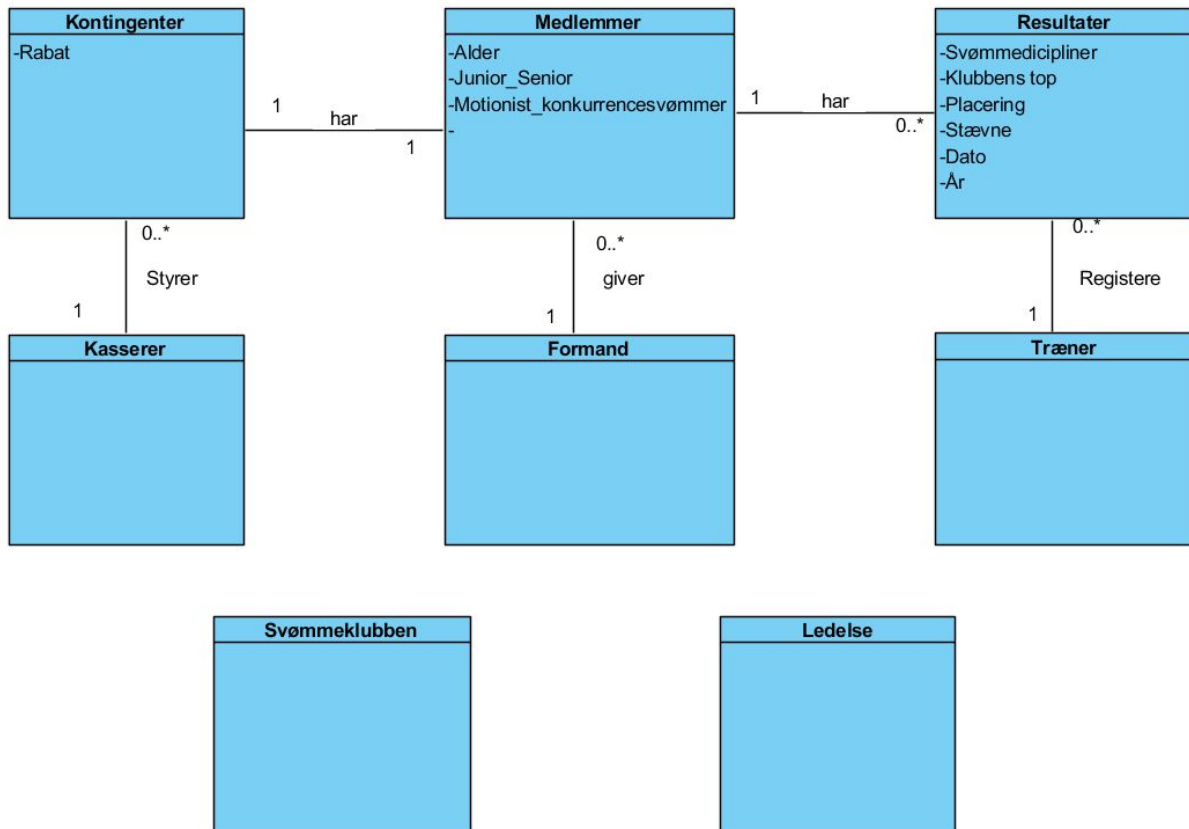 Kontingenter
-Rabat
Medlemmer
-Alder
-Junior_Senior
-Motionist_konkurrencesvømmer
-
Resultater
-Svømmedicipliner
-Klubbens top
-Placering
-Stævne
-Dato
-År
1
har
1
1
har
0..*
0..*
Styrer
1
0..*
giver
1
0..*
Registere
1
Kasserer
Formand
Træner
Svømmeklubben
Ledelse